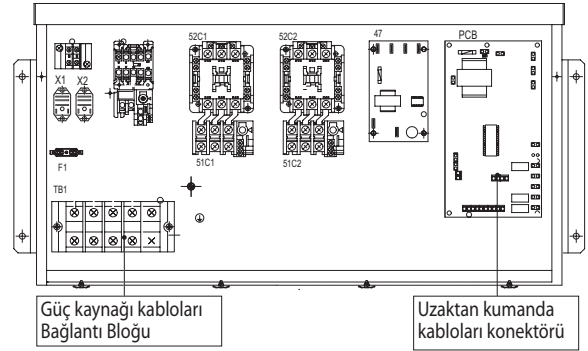 52C1
52C2
47
PCB
X1
X2
F1
51C1
51C2
TB1
Güç kaynağı kabloları
Bağlantı Bloğu
Uzaktan kumanda
kabloları konektörü